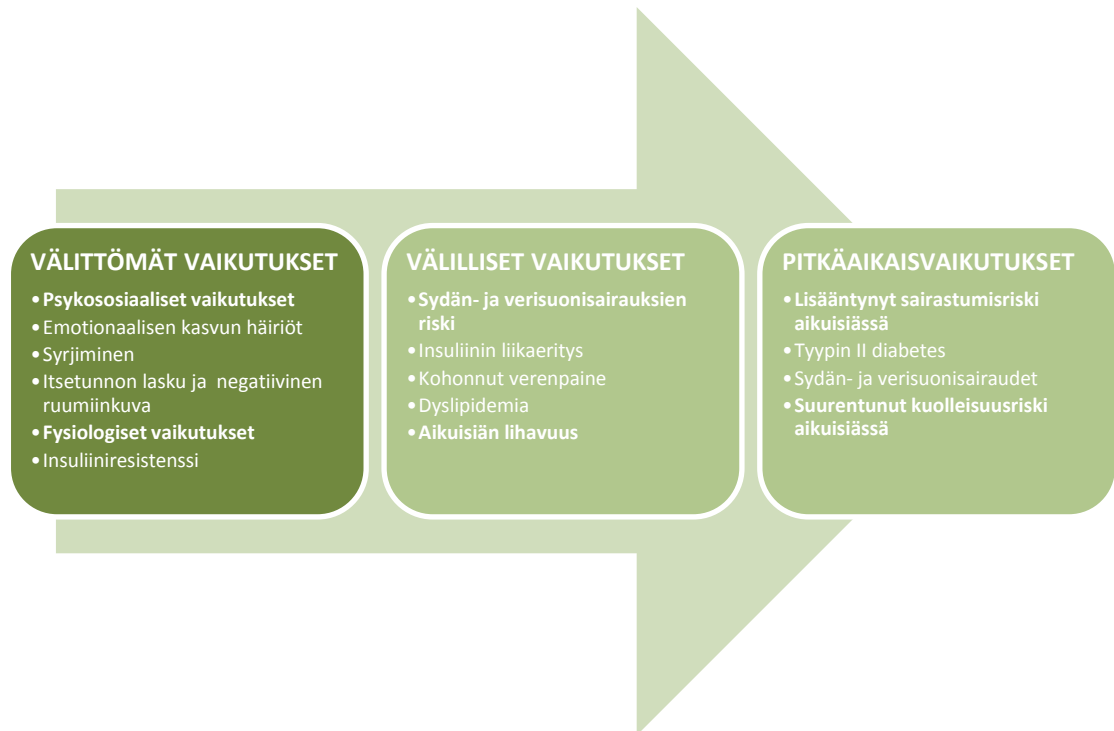 VÄLITTÖMÄT VAIKUTUKSET
• Psykososiaaliset vaikutukset
• Emotionaalisen kasvun häiriöt
• Syrjiminen
• Itsetunnon lasku ja negatiivinen
ruumiinkuva
• Fysiologiset vaikutukset
• Insuliiniresistenssi
VÄLILLISET VAIKUTUKSET
• Sydän- ja verisuonisairauksien
riski
• Insuliinin liikaeritys
• Kohonnut verenpaine
• Dyslipidemia
• Aikuisiän lihavuus
PITKÄAIKAISVAIKUTUKSET
• Lisääntynyt sairastumisriski
aikuisiässä
• Tyypin II diabetes
• Sydän- ja verisuonisairaudet
• Suurentunut kuolleisuusriski
aikuisiässä